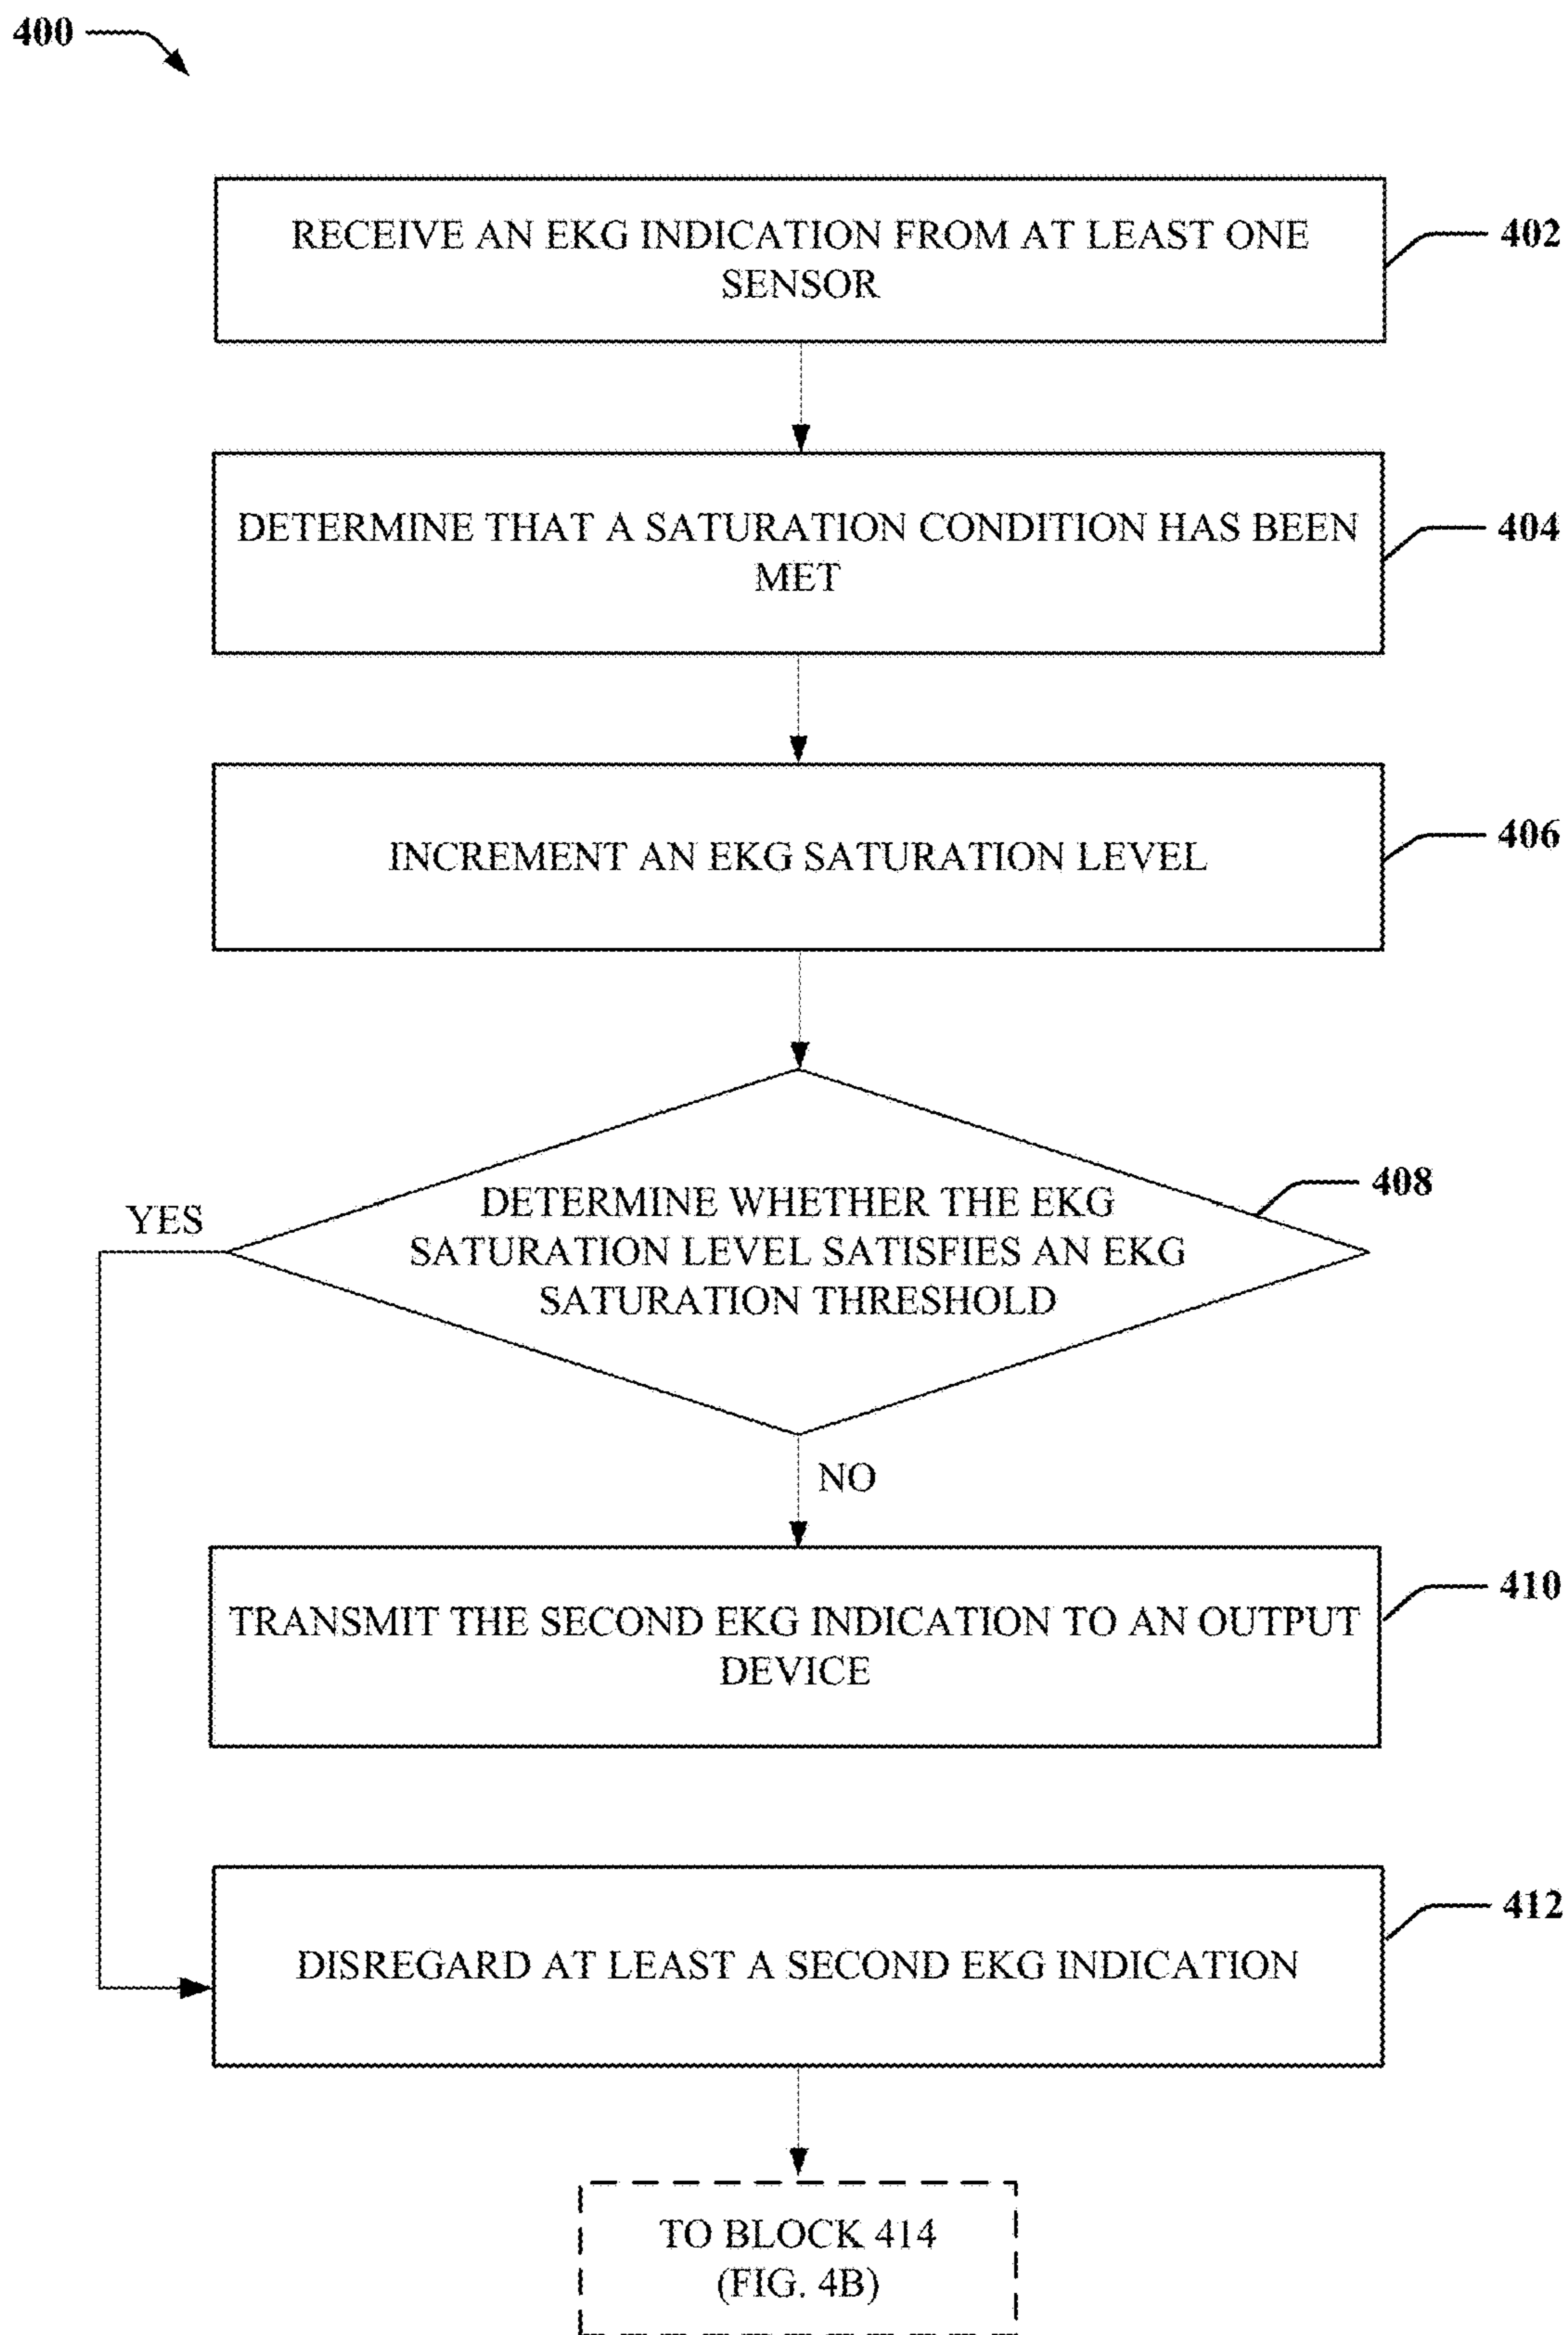 400
RECEIVE AN EKG INDICATION FROM AT LEAST ONE
SENSOR
402
DETERMINE THAT A SATURATION CONDITION HAS BEEN
MET
404
INCREMENT AN EKG SATURATION LEVEL
406
DETERMINE WHETHER THE EKG
SATURATION LEVEL SATISFIES AN EKG
SATURATION THRESHOLD
408
YES
NO
TRANSMIT THE SECOND EKG INDICATION TO AN OUTPUT
DEVICE
410
DISREGARD AT LEAST A SECOND EKG INDICATION
412
TO BLOCK 414
(FIG. 4B)